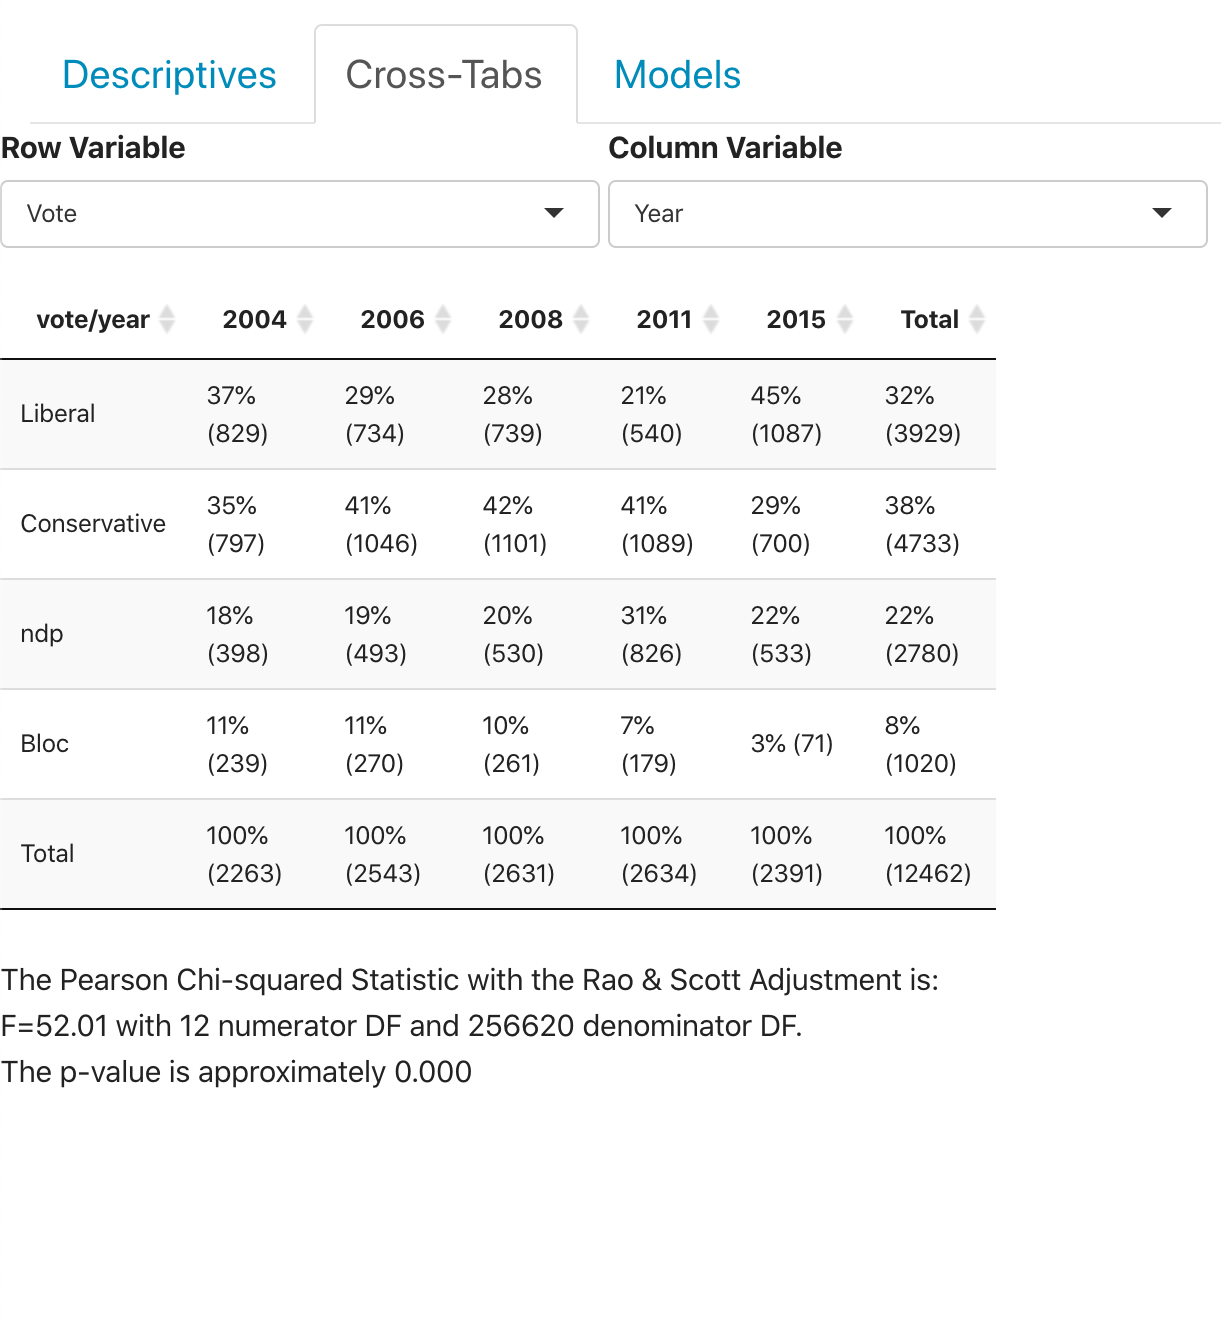 Descriptives Cross-Tabs Models
Row Variable Column Variable
Vote Year
vote/year 2004 2006 2008 2011 2015 Total
Liberal 37% (829) 29% (734) 28% (739) 21% (540) 45% (1087) 32% (3929)
Conservative 35% (797) 41% (1046) 42% (1101) 41% (1089) 29% (700) 38% (4733)
ndp 18% (398) 19% (493) 20% (530) 31% (826) 22% (533) 22% (2780)
Bloc 11% (239) 11% (270) 10% (261) 7% (179) 3% (71) 8% (1020)
Total 100% (2263) 100% (2543) 100% (2631) 100% (2634) 100% (2391) 100% (12462)
The Pearson Chi-squared Statistic with the Rao & Scott Adjustment is:
F=52.01 with 12 numerator DF and 256620 denominator DF.
The p-value is approximately 0.000